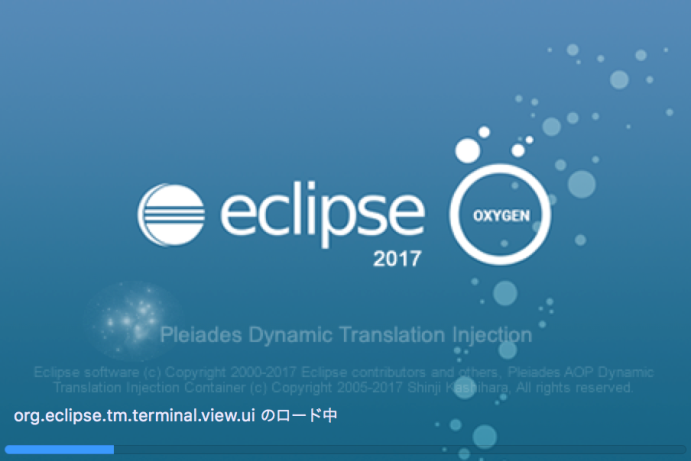 eclipse
OXYGEN
2017
Pleiades Dynamic Translation Injection
Eclipse software (c) Copyright 2000-2017 Eclipse contributors and others, Pleiades AOP Dynamic
Translation Injection Container (c) Copyright 2005-2017 Shinji Kashihara, All rights reserved.
org.eclipse.tm.terminal.view.ui のロード中